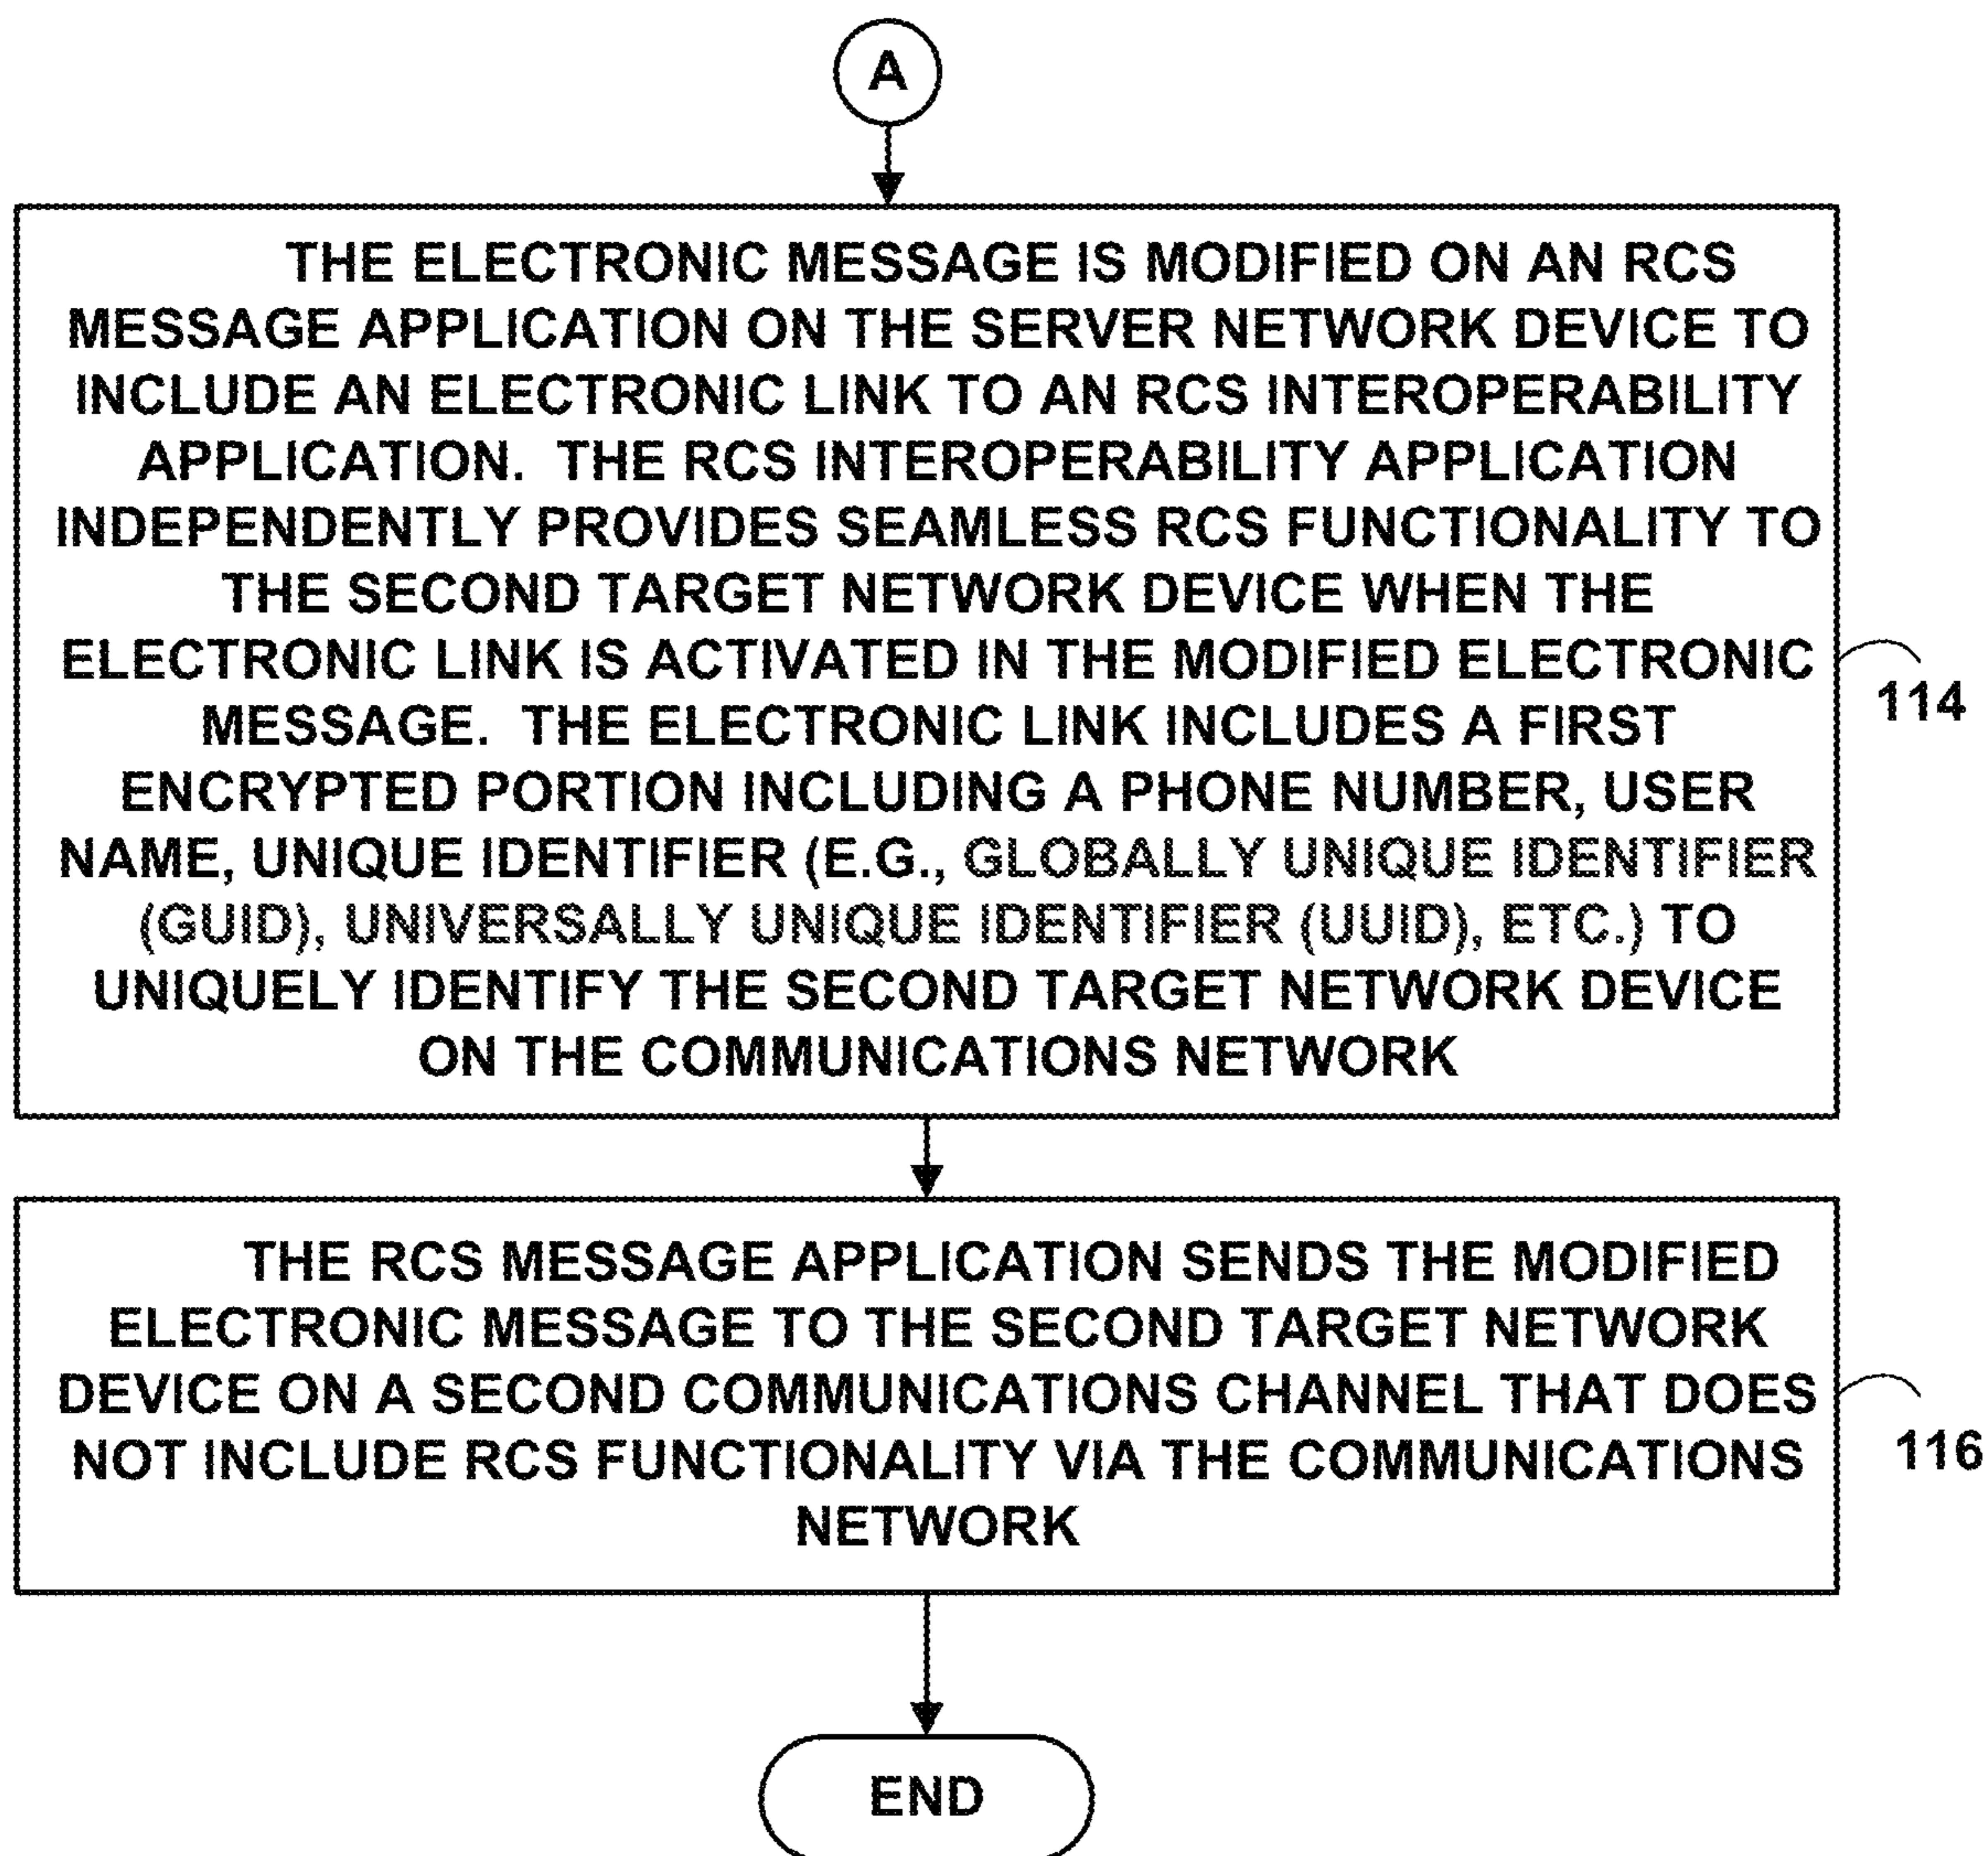 A
THE ELECTRONIC MESSAGE IS MODIFIED ON AN RCS
MESSAGE APPLICATION ON THE SERVER NETWORK DEVICE TO
INCLUDE AN ELECTRONIC LINK TO AN RCS INTEROPERABILITY
APPLICATION. THE RCS INTEROPERABILITY APPLICATION
INDEPENDENTLY PROVIDES SEAMLESS RCS FUNCTIONALITY TO
THE SECOND TARGET NETWORK DEVICE WHEN THE
ELECTRONIC LINK IS ACTIVATED IN THE MODIFIED ELECTRONIC
MESSAGE. THE ELECTRONIC LINK INCLUDES A FIRST
ENCRYPTED PORTION INCLUDING A PHONE NUMBER, USER
NAME, UNIQUE IDENTIFIER (E.G., GLOBALLY UNIQUE IDENTIFIER
(GUID), UNIVERSALLY UNIQUE IDENTIFIER (UUID), ETC.) TO
UNIQUELY IDENTIFY THE SECOND TARGET NETWORK DEVICE
ON THE COMMUNICATIONS NETWORK
114
THE RCS MESSAGE APPLICATION SENDS THE MODIFIED
ELECTRONIC MESSAGE TO THE SECOND TARGET NETWORK
DEVICE ON A SECOND COMMUNICATIONS CHANNEL THAT DOES
NOT INCLUDE RCS FUNCTIONALITY VIA THE COMMUNICATIONS
NETWORK
116
END